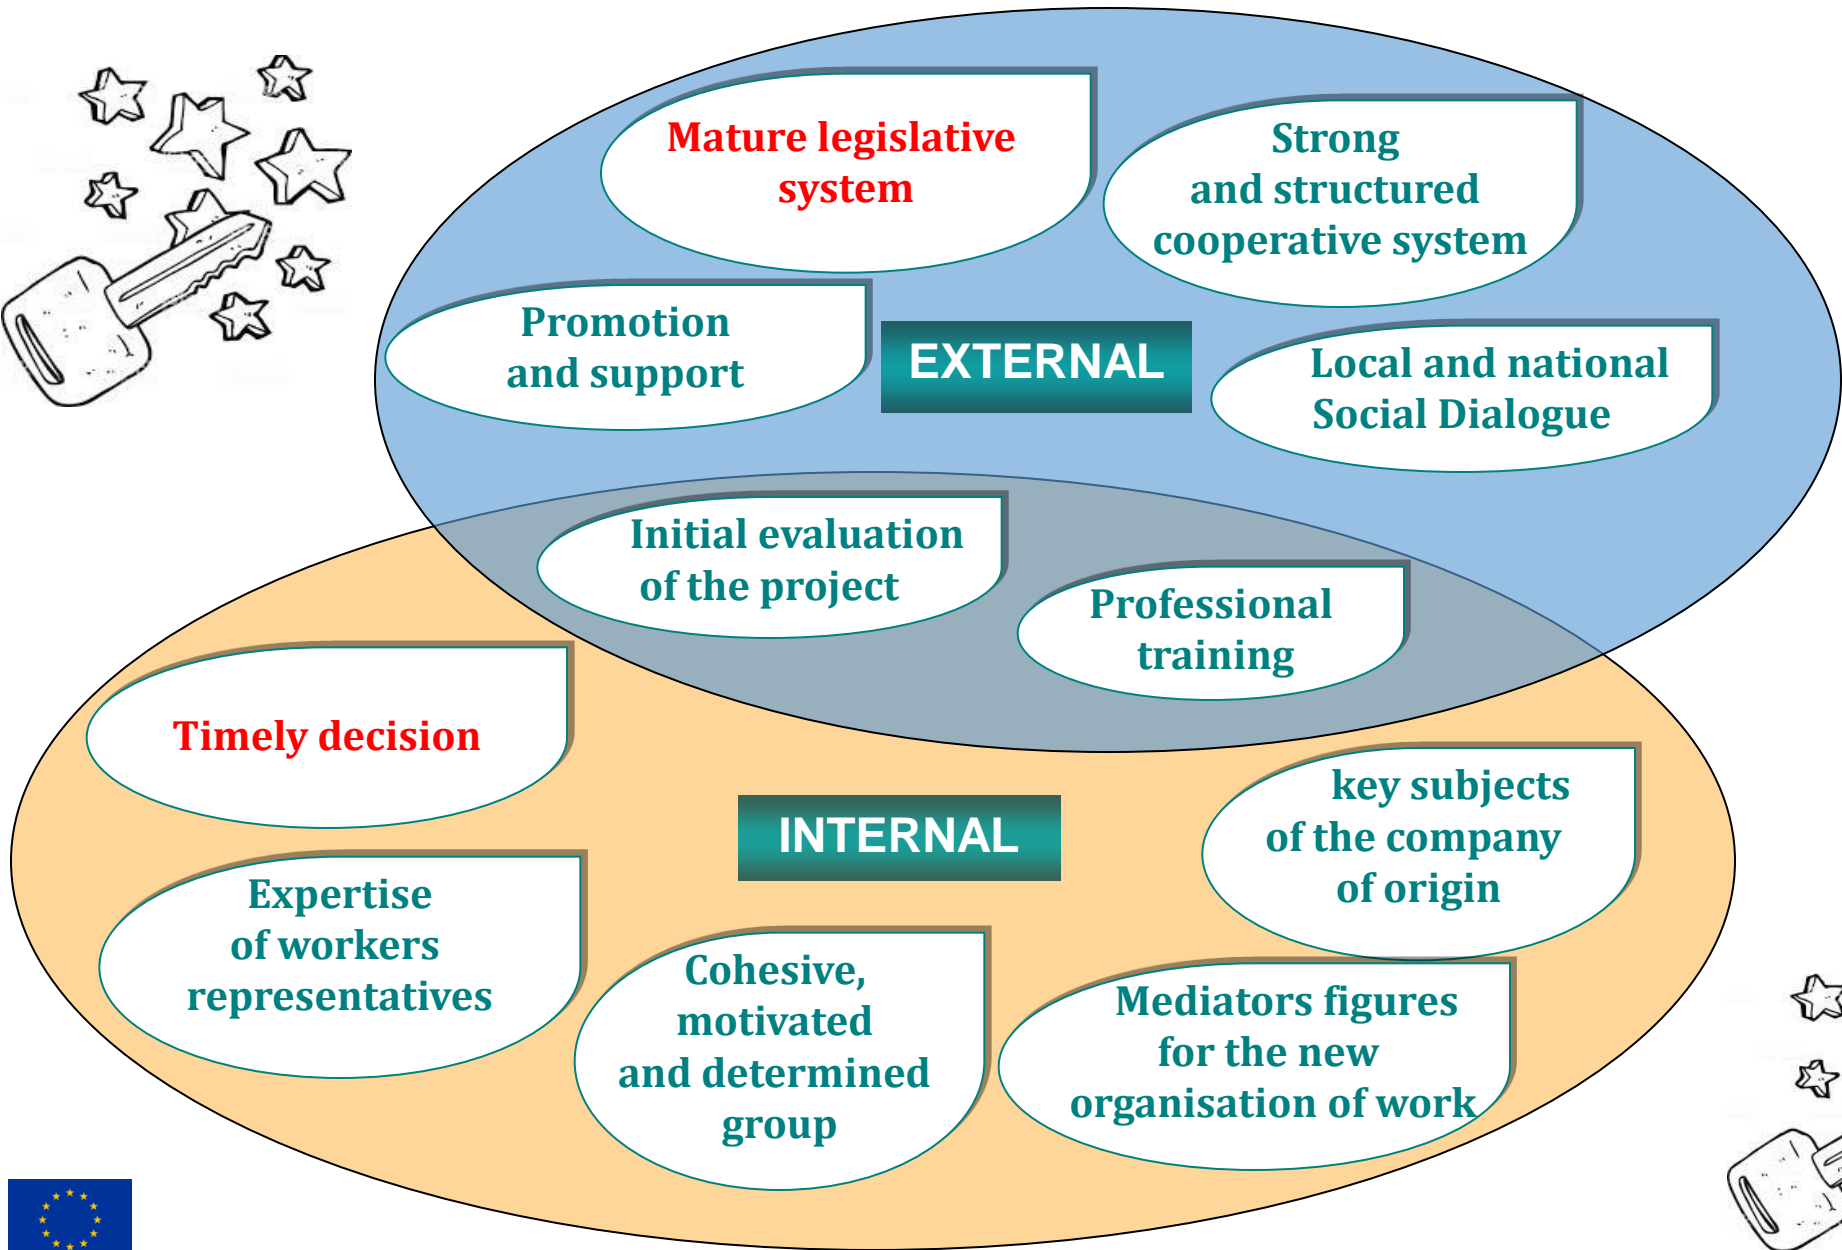 Mature legislative
system
Strong
and structured
cooperative system
Promotion
and support
EXTERNAL
Local and national
Social Dialogue
Initial evaluation
of the project
Professional
training
Timely decision
INTERNAL
key subjects
of the company
of origin
Expertise
of workers
representatives
Cohesive,
motivated
and determined
group
Mediators figures
for the new
organisation of work